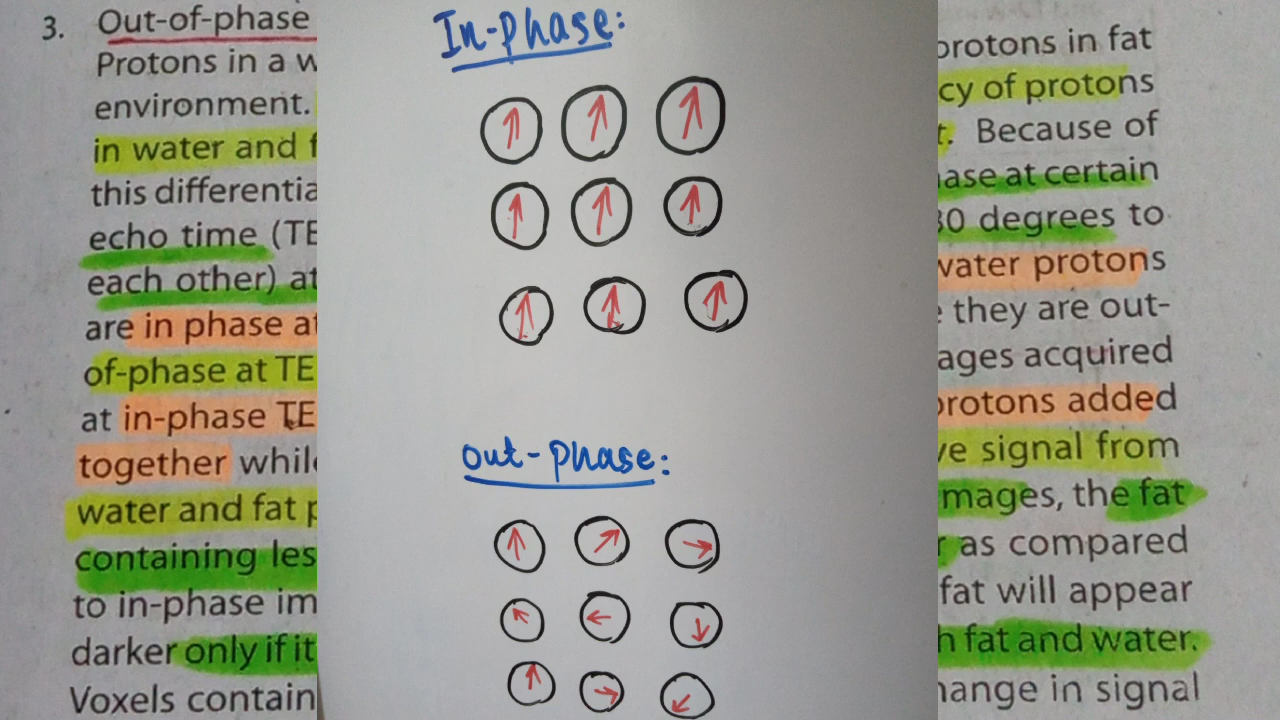 3. Out-of-phase
Protons in a w
environment.
in water and f
this differentia
echo time (TE
each other) at
are in phase at
of-phase at TE
at in-phase TE
together while
water and fat p
containing les
to in-phase im
darker only if it
Voxels contain
In-phase:
out-phase:
protons in fat
cy of protons
t. Because of
ase at certain
80 degrees to
water protons
e they are out-
ages acquired
protons added
ve signal from
mages, the fat
r as compared
fat will appear
h fat and water.
hange in signal